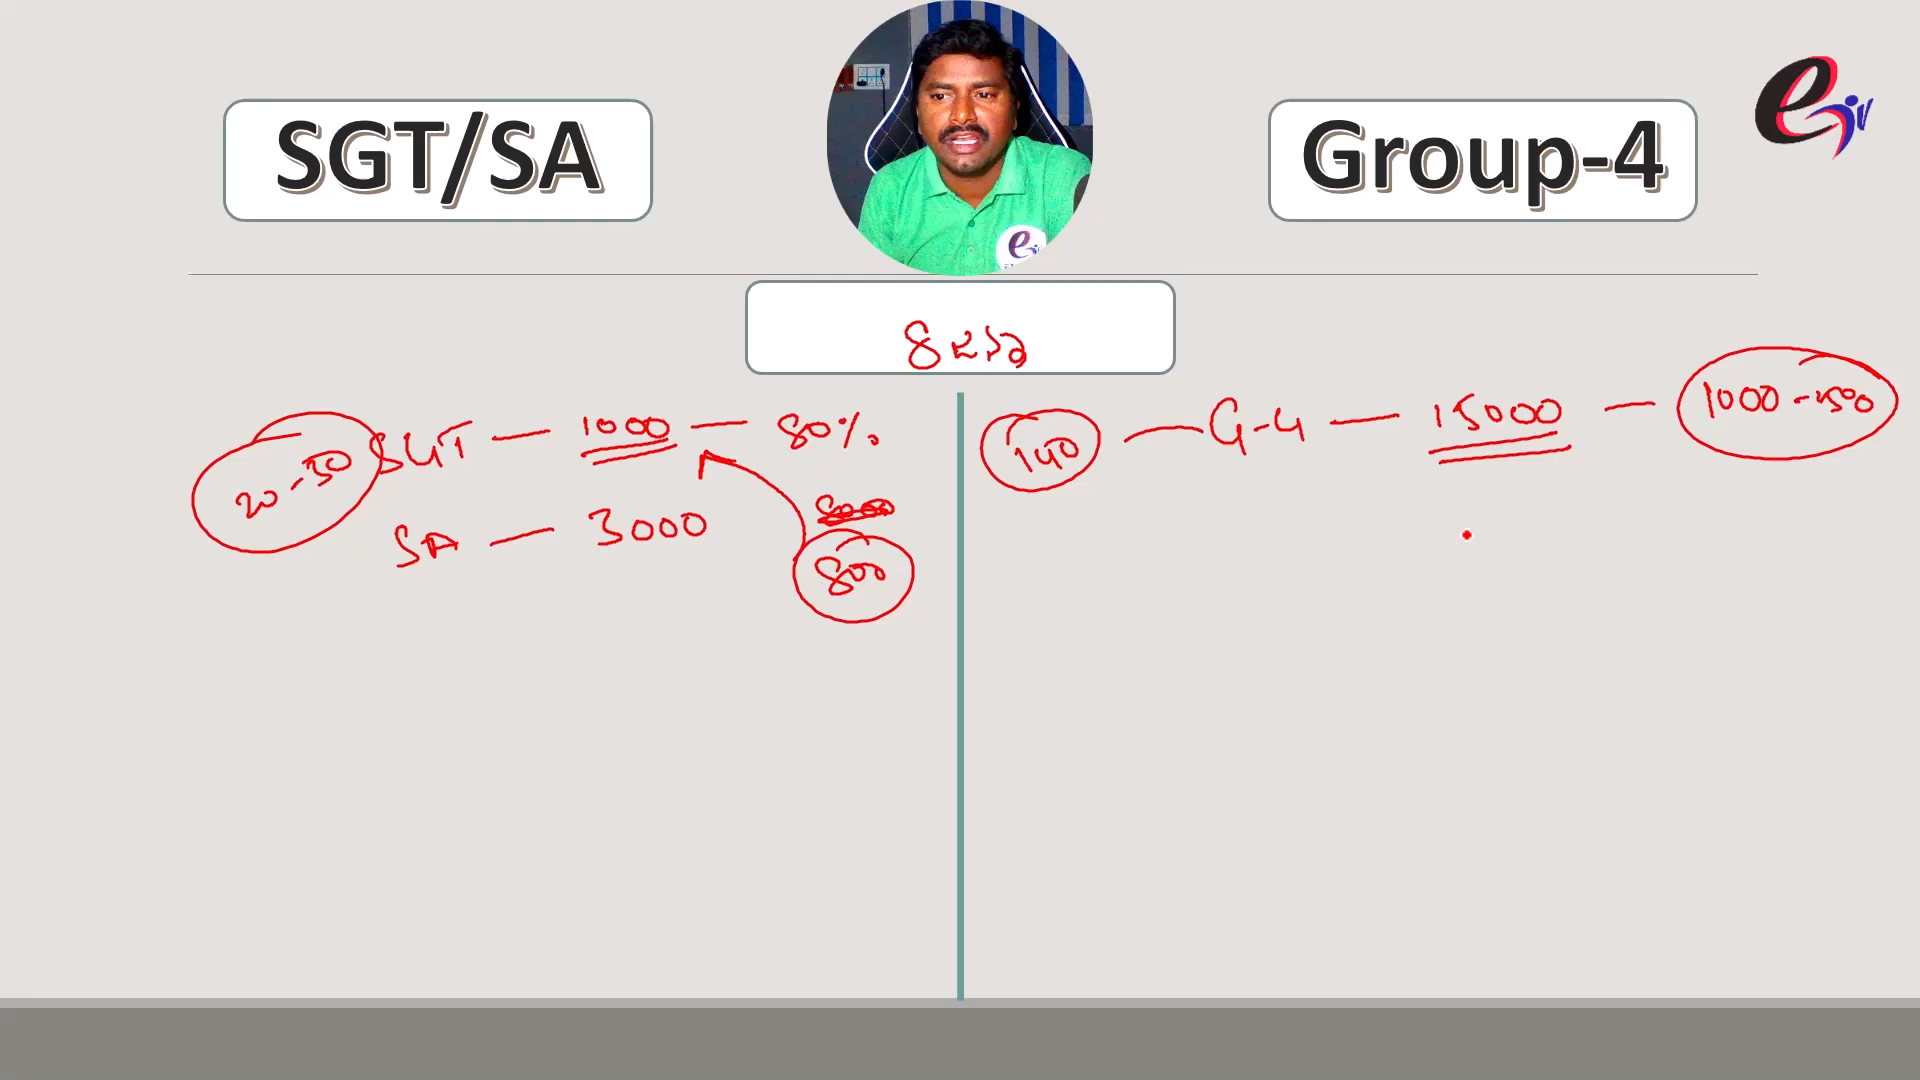 SGT/SA
Group-4
20-30 SGT — 1000 — 80%.
SA — 3000
800
140 — G-4 — 15000 — 1000-1500